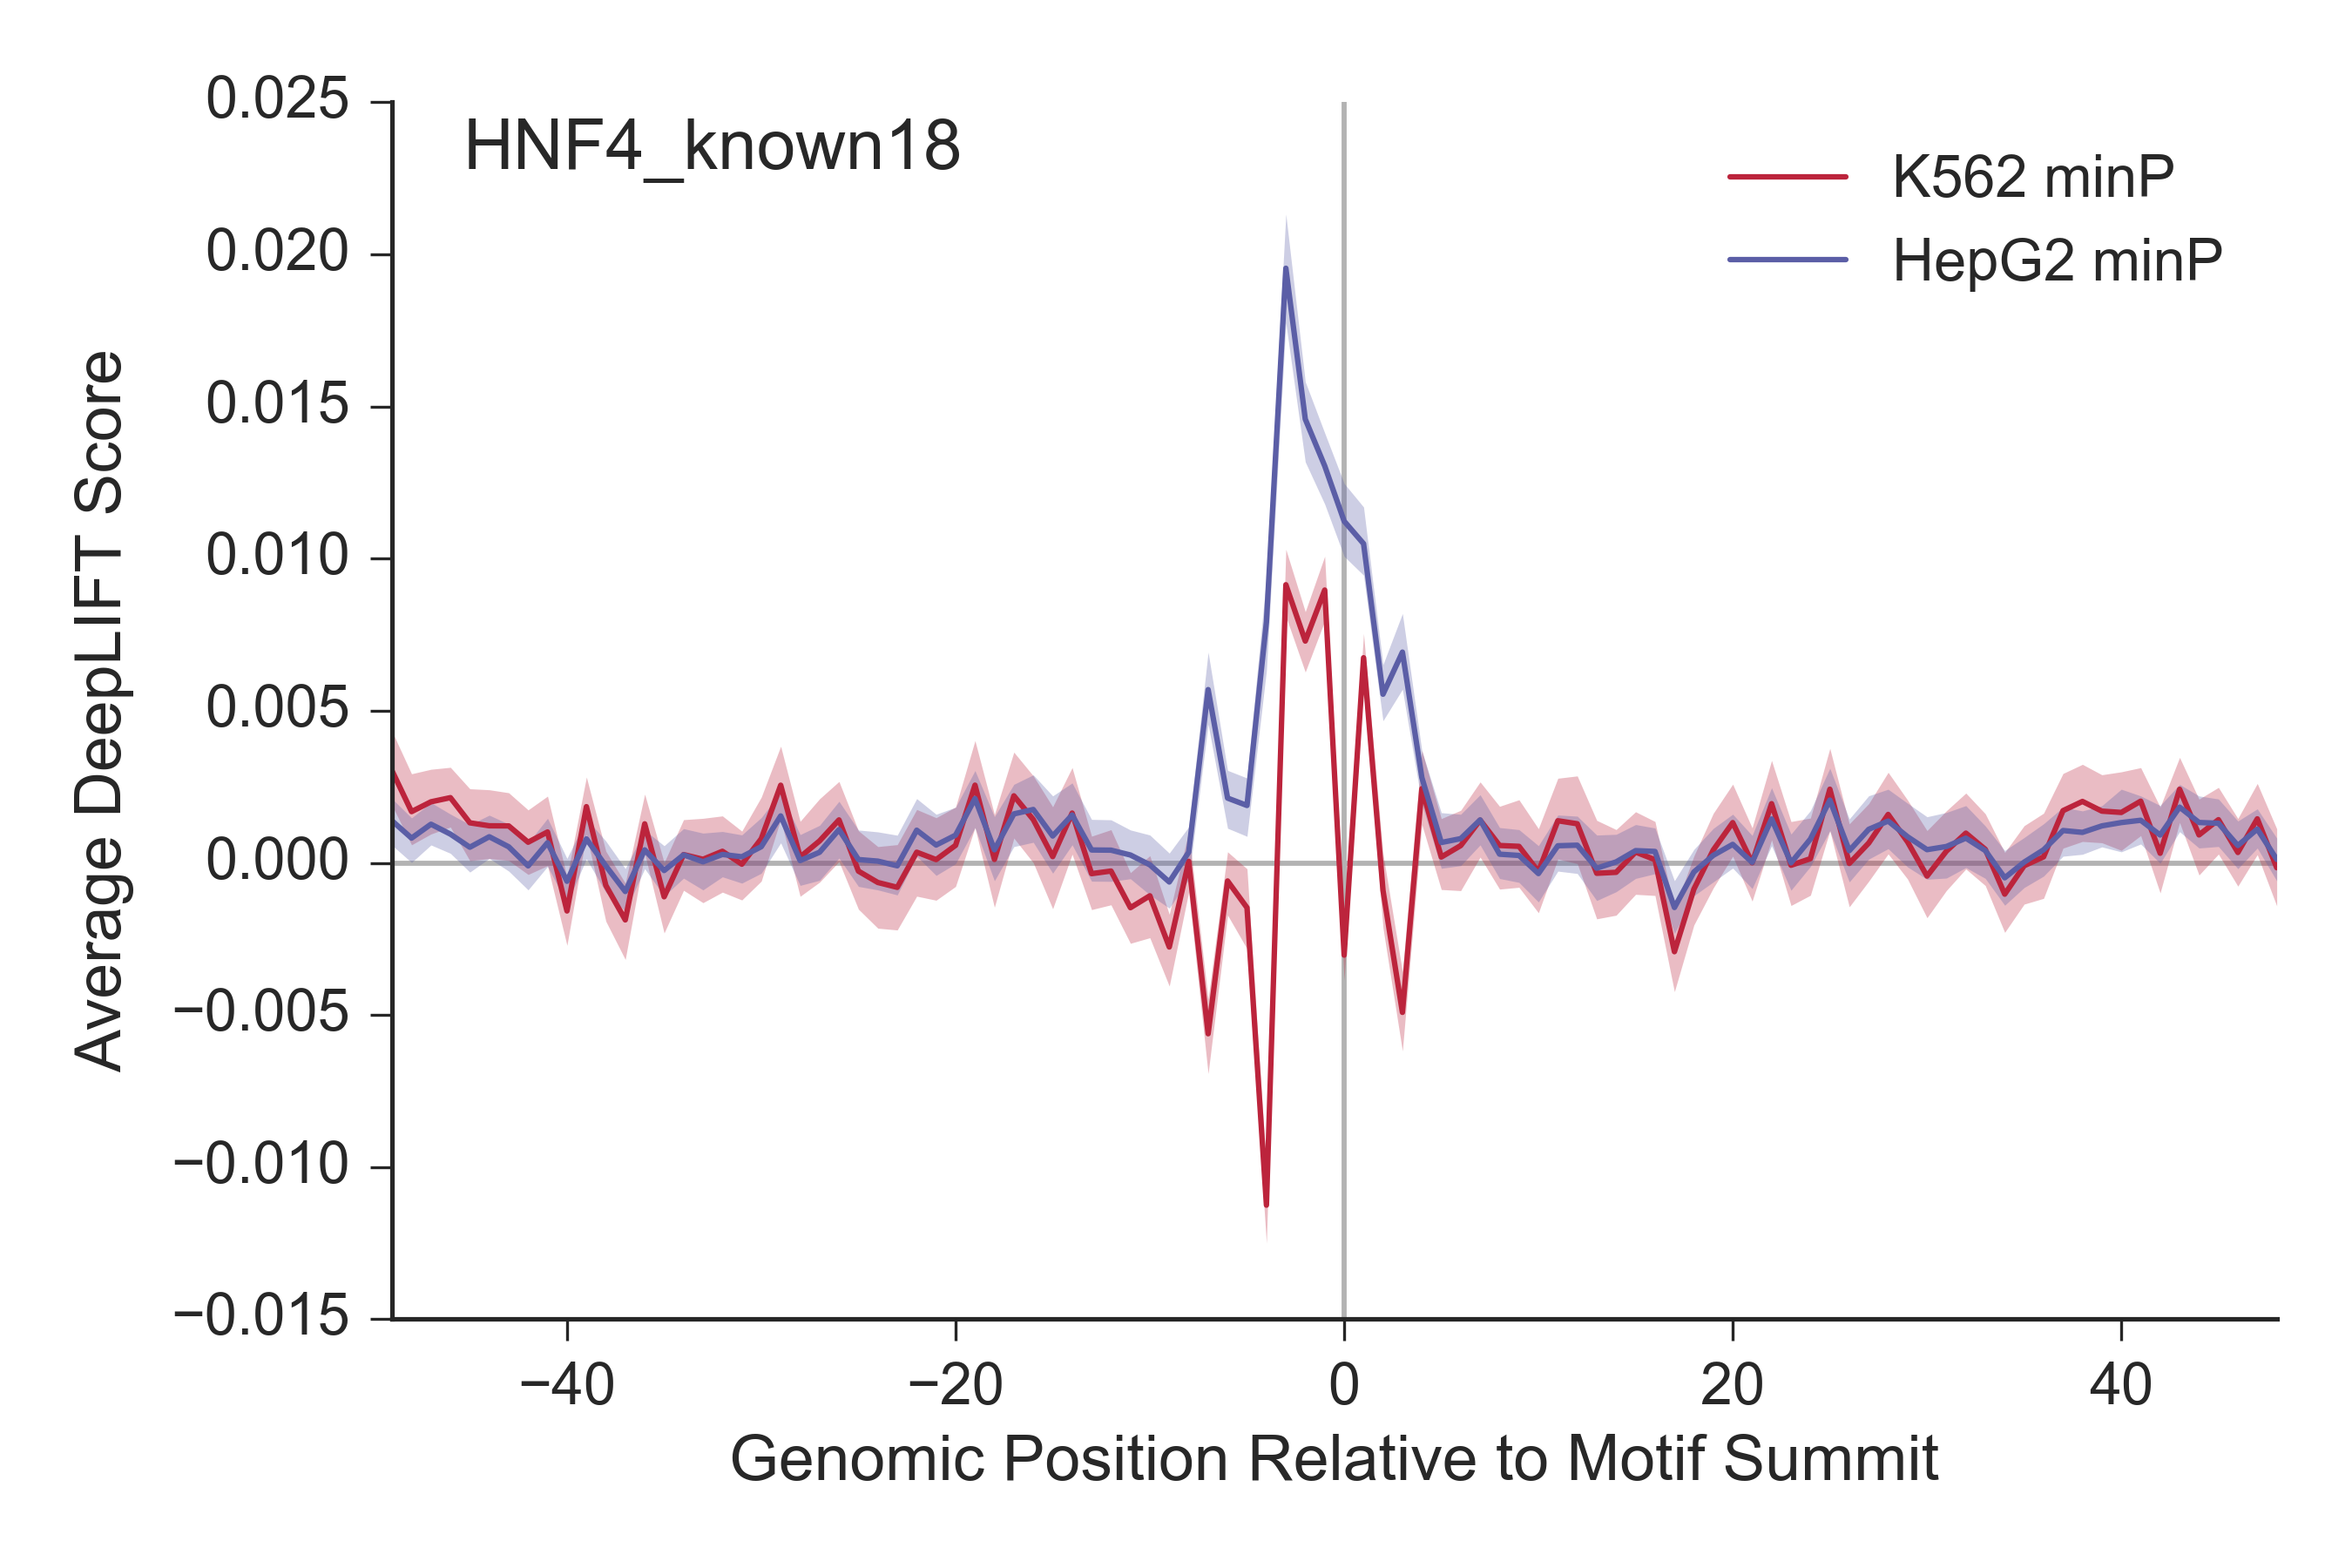 HNF4_known18
K562 minP
HepG2 minP
Average DeepLIFT Score
0.025
0.020
0.015
0.010
0.005
0.000
−0.005
−0.010
−0.015
−40
−20
0
20
40
Genomic Position Relative to Motif Summit